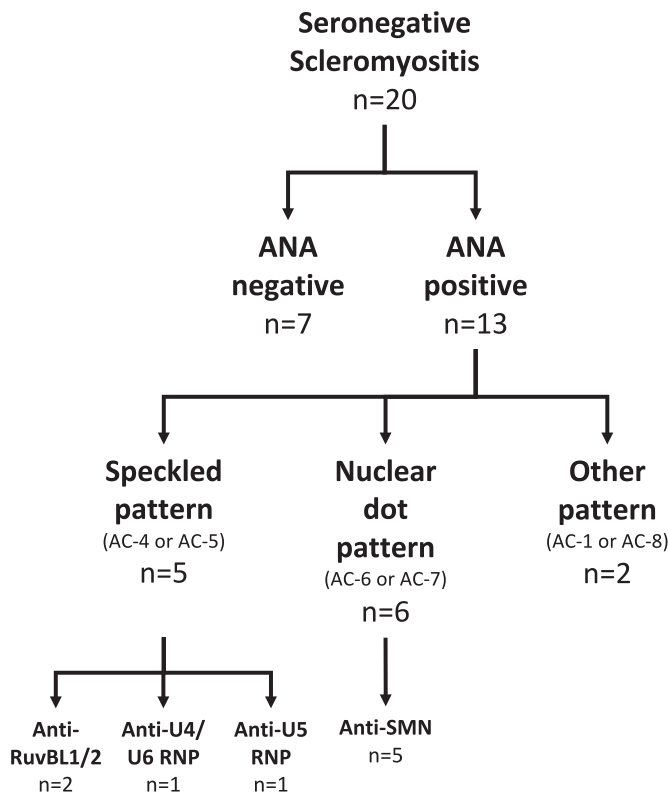 Seronegative
Scleromyositis
n=20
ANA
negative
n=7
ANA
positive
n=13
Speckled
pattern
(AC-4 or AC-5)
n=5
Nuclear
dot
pattern
(AC-6 or AC-7)
n=6
Other
pattern
(AC-1 or AC-8)
n=2
Anti-
RuvBL1/2
n=2
Anti-U4/
U6 RNP
n=1
Anti-U5
RNP
n=1
Anti-SMN
n=5